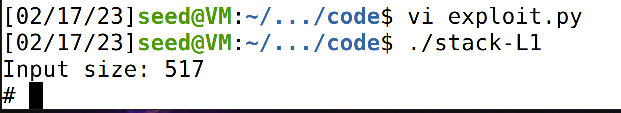 [02/17/23]seed@VM:~/.../code$ vi exploit.py
[02/17/23]seed@VM:~/.../code$ ./stack-L1
Input size: 517
#